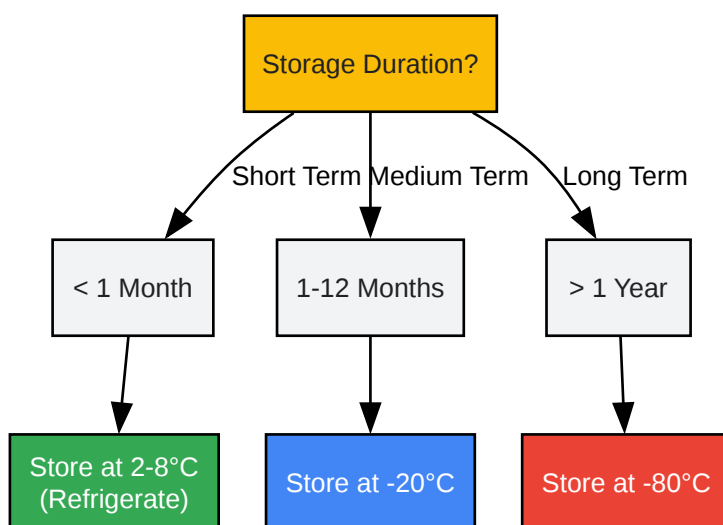 Storage Duration?
Short Term
Medium Term
Long Term
< 1 Month
1-12 Months
> 1 Year
Store at 2-8°C
(Refrigerate)
Store at -20°C
Store at -80°C